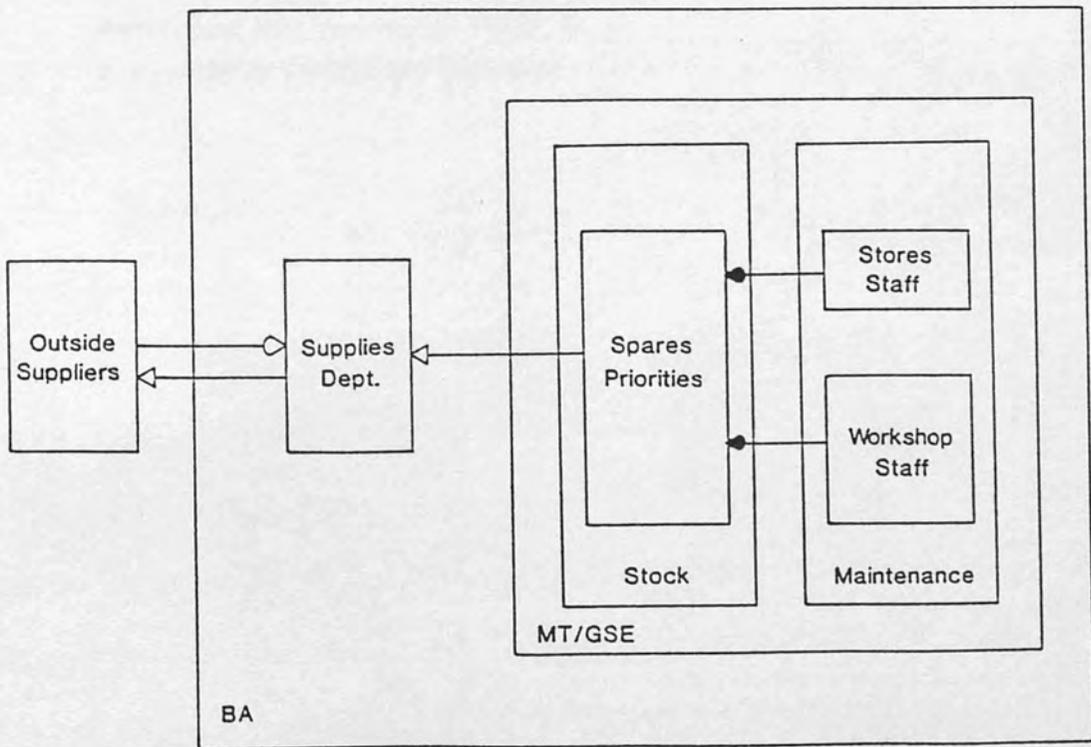 Outside
Suppliers
Supplies
Dept.
Spares
Priorities
Stores
Staff
Workshop
Staff
Stock
Maintenance
MT/GSE
BA